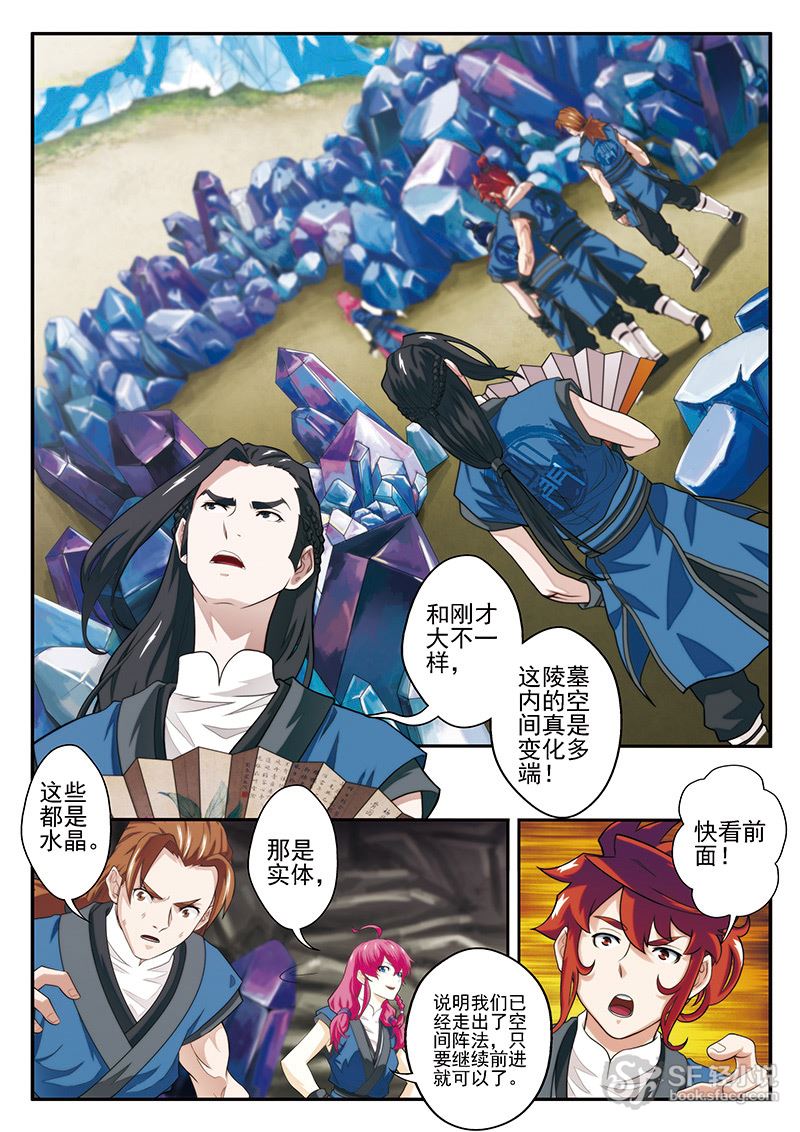 和刚才
大不一
样，
这陵墓
内的空
间真是
变化多
端！
这些
都是
水晶。
那是
实体，
说明我们已
经走出了空
间阵法，只
要继续前进
就可以了。
快看前
面！
SF轻小说
book.sfacg.com